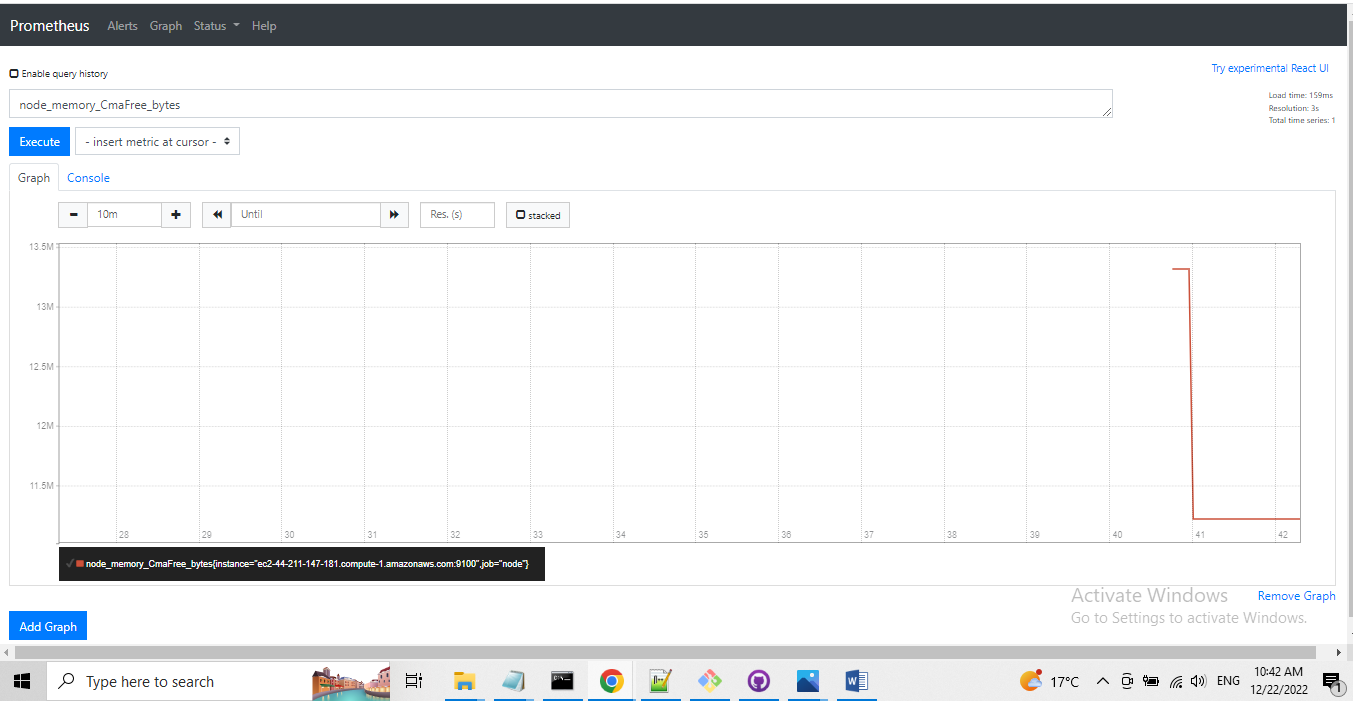 Prometheus Alerts Graph Status Help
Enable query history
Try experimental React UI
node_memory_CmaFree_bytes
Load time: 159ms
Resolution: 3s
Total time series: 1
Execute - insert metric at cursor -
Graph Console
10m Until Res. (s) stacked
13.5M
13M
12.5M
12M
11.5M
28 29 30 31 32 33 34 35 36 37 38 39 40 41 42
node_memory_CmaFree_bytes{instance="ec2-44-211-147-181.compute-1.amazonaws.com:9100",job="node"}
Activate Windows
Remove Graph
Go to Settings to activate Windows.
Add Graph
Type here to search
17°C
ENG
10:42 AM
12/22/2022
1